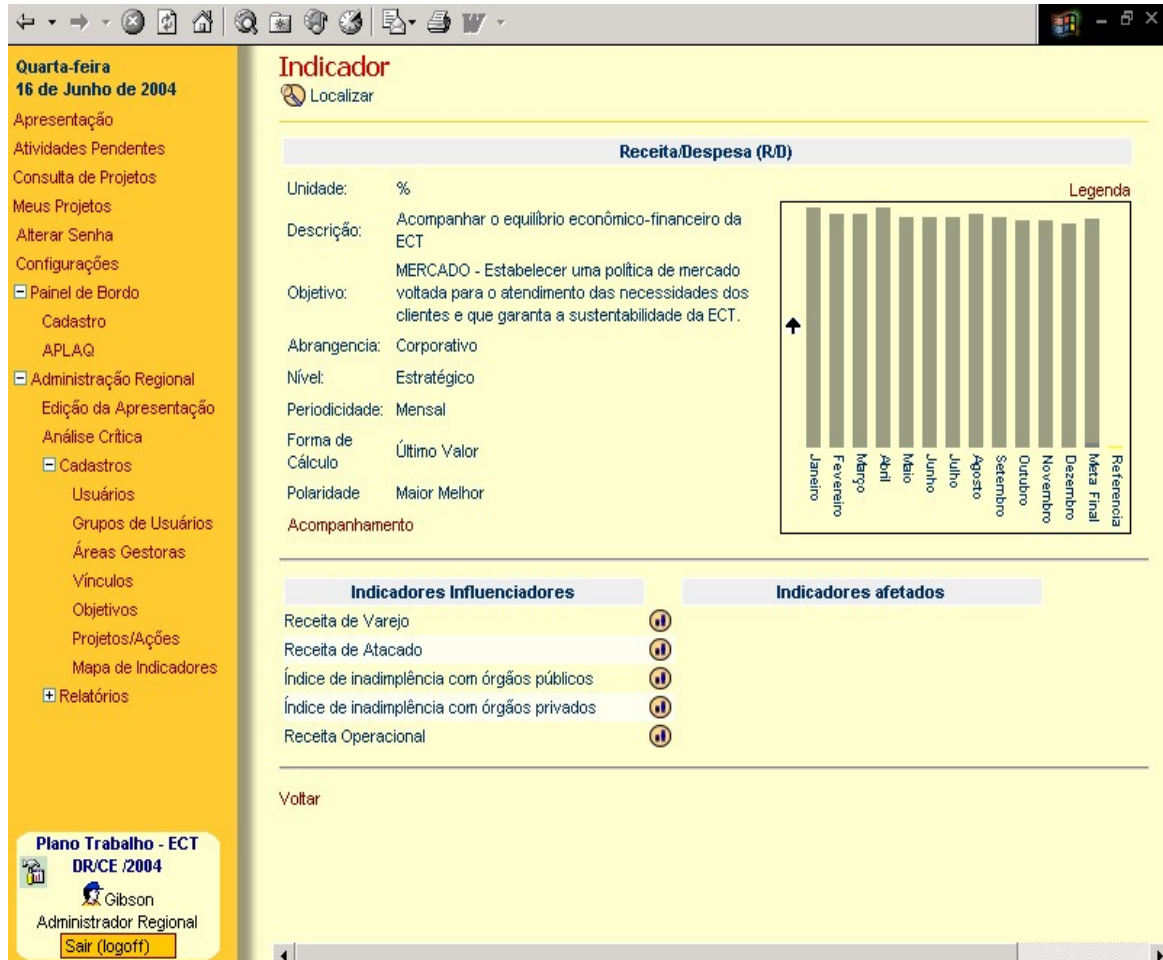 Quarta-feira
16 de Junho de 2004
Apresentação
Atividades Pendentes
Consulta de Projetos
Meus Projetos
Alterar Senha
Configurações
Painel de Bordo
Cadastro
APLAQ
Administração Regional
Edição da Apresentação
Análise Crítica
Cadastros
Usuários
Grupos de Usuários
Áreas Gestoras
Vínculos
Objetivos
Projetos/Ações
Mapa de Indicadores
Relatórios
Plano Trabalho - ECT
DR/CE /2004
Gibson
Administrador Regional
Sair (logoff)
Indicador
Localizar
Receita/Despesa (R/D)
Unidade: %
Descrição: Acompanhar o equilíbrio econômico-financeiro da
ECT
Objetivo: MERCADO - Estabelecer uma política de mercado
voltada para o atendimento das necessidades dos
clientes e que garanta a sustentabilidade da ECT.
Abrangencia: Corporativo
Nível: Estratégico
Periodicidade: Mensal
Forma de
Cálculo Último Valor
Polaridade Maior Melhor
Acompanhamento
Legenda
Janeiro
Fevereiro
Março
Abril
Maio
Junho
Julho
Agosto
Setembro
Outubro
Novembro
Dezembro
Meta Final
Referencia
Indicadores Influenciadores
Receita de Varejo
Receita de Atacado
Índice de inadimplência com órgãos públicos
Índice de inadimplência com órgãos privados
Receita Operacional
Indicadores afetados
Voltar